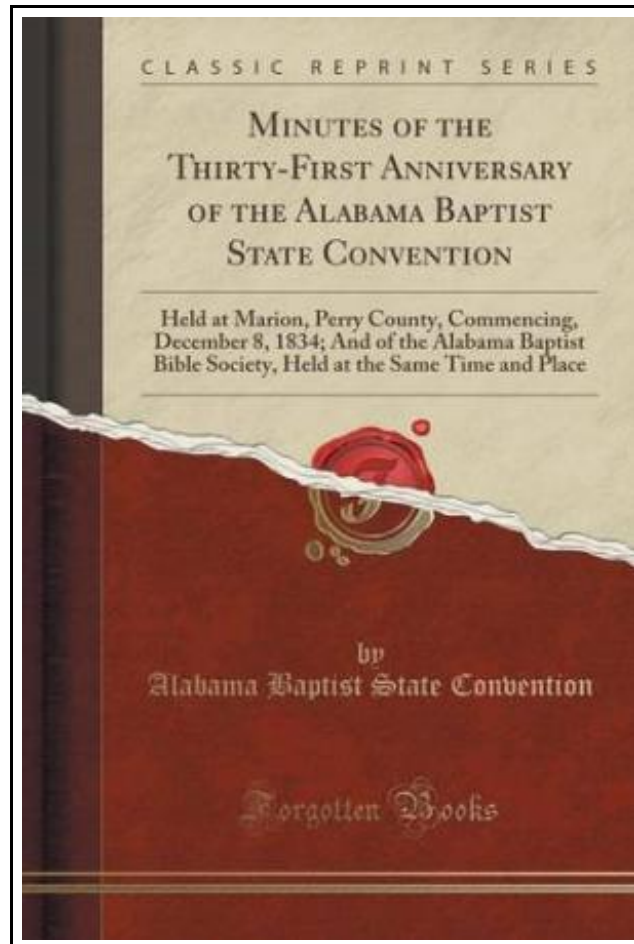 CLASSIC REPRINT SERIES
MINUTES OF THE
THIRTY-FIRST ANNIVERSARY
OF THE ALABAMA BAPTIST
STATE CONVENTION
Held at Marion, Perry County, Commencing,
December 8, 1834; And of the Alabama Baptist
Bible Society, Held at the Same Time and Place
by
Alabama Baptist State Convention
Forgotten Books